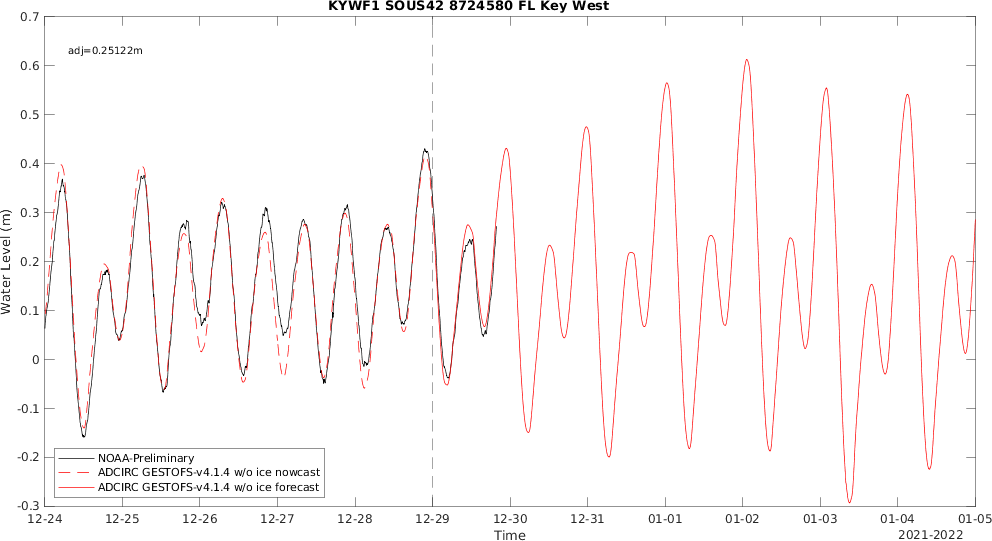 KYWF1 SOUS42 8724580 FL Key West
0.7
0.6
0.5
0.4
0.3
0.2
0.1
0
-0.1
-0.2
-0.3
Water Level (m)
adj=0.25122m
NOAA-Preliminary
ADCIRC GESTOFS-v4.1.4 w/o ice nowcast
ADCIRC GESTOFS-v4.1.4 w/o ice forecast
12-24 12-25 12-26 12-27 12-28 12-29 12-30 12-31 01-01 01-02 01-03 01-04 01-05
Time
2021-2022